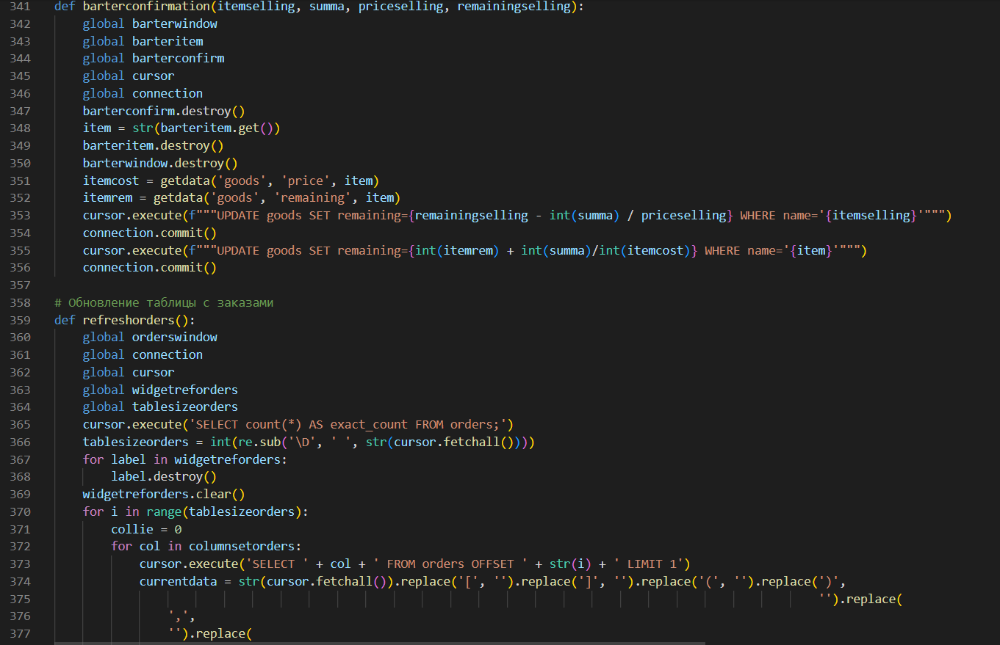 341 def barterconfirmation(itemselling, summa, priceselling, remainingselling):
342 global barterwindow
343 global barteritem
344 global barterconfirm
345 global cursor
346 global connection
347 barterconfirm.destroy()
348 item = str(barteritem.get())
349 barteritem.destroy()
350 barterwindow.destroy()
351 itemcost = getdata('goods', 'price', item)
352 itemrem = getdata('goods', 'remaining', item)
353 cursor.execute(f"""UPDATE goods SET remaining={remainingselling - int(summa) / priceselling} WHERE name='{itemselling}'""")
354 connection.commit()
355 cursor.execute(f"""UPDATE goods SET remaining={int(itemrem) + int(summa)/int(itemcost)} WHERE name='{item}'""")
356 connection.commit()
357
358 # Обновление таблицы с заказами
359 def refreshorders():
360 global orderswindow
361 global connection
362 global cursor
363 global widgetreforders
364 global tablesizeorders
365 cursor.execute('SELECT count(*) AS exact_count FROM orders;')
366 tablesizeorders = int(re.sub('\D', ' ', str(cursor.fetchall())))
367 for label in widgetreforders:
368 label.destroy()
369 widgetreforders.clear()
370 for i in range(tablesizeorders):
371 collie = 0
372 for col in columnsetorders:
373 cursor.execute('SELECT ' + col + ' FROM orders OFFSET ' + str(i) + ' LIMIT 1')
374 currentdata = str(cursor.fetchall()).replace('[', '').replace(']', '').replace('(', '').replace(')',
375 '').replace(
376 ',',
377 '').replace(